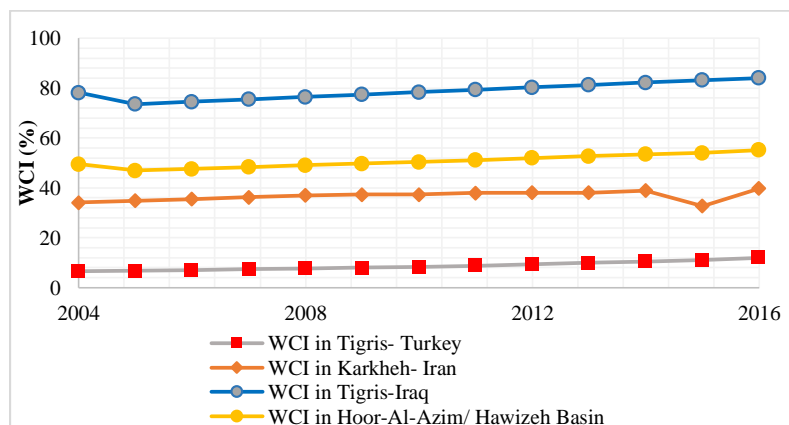 100
80
60
40
20
0
WCI (%)
2004 2008 2012 2016
WCI in Tigris- Turkey
WCI in Karkheh- Iran
WCI in Tigris-Iraq
WCI in Hoor-Al-Azim/ Hawizeh Basin